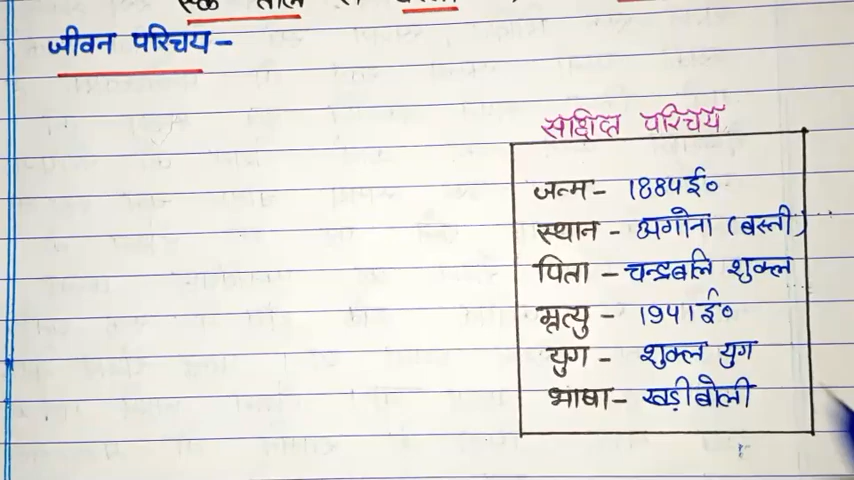 जीवन परिचय-
संक्षिप्त परिचय
जन्म- 1884ई०
स्थान - अगोना (बस्ती)
पिता - चन्द्रबलि शुक्ल
मृत्यु - 1941ई०
युग - शुक्ल युग
भाषा- खड़ीबोली